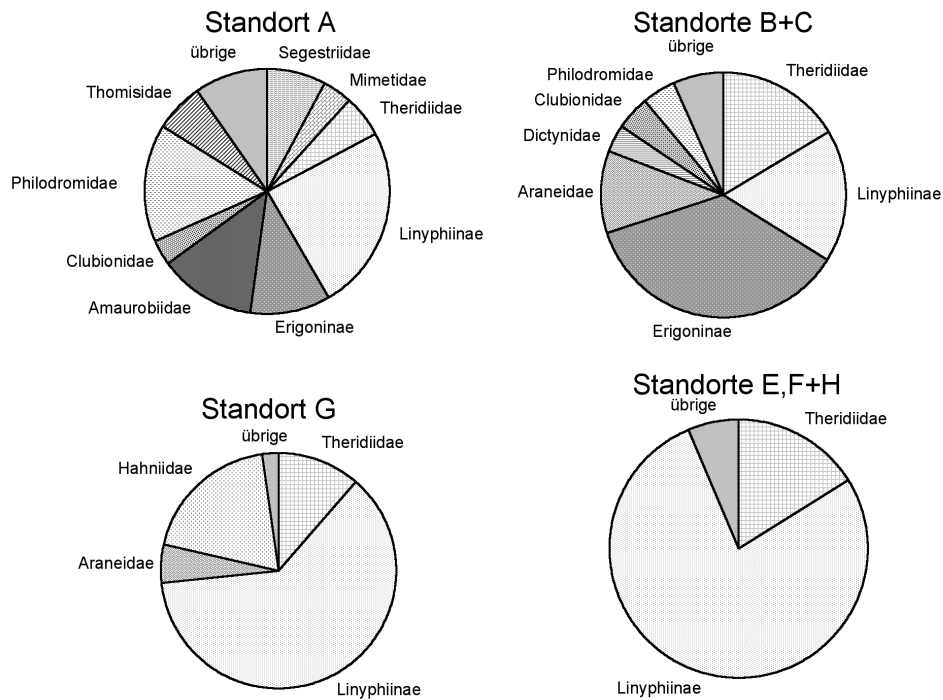 Standort A
übrige
Segestriidae
Mimetidae
Theridiidae
Thomisidae
Philodromidae
Linyphiinae
Clubionidae
Amaurobiidae
Erigoninae
Standorte B+C
übrige
Philodromidae
Theridiidae
Clubionidae
Dictynidae
Araneidae
Linyphiinae
Erigoninae
Standort G
übrige
Theridiidae
Hahniidae
Araneidae
Linyphiinae
Standorte E,F+H
übrige
Theridiidae
Linyphiinae